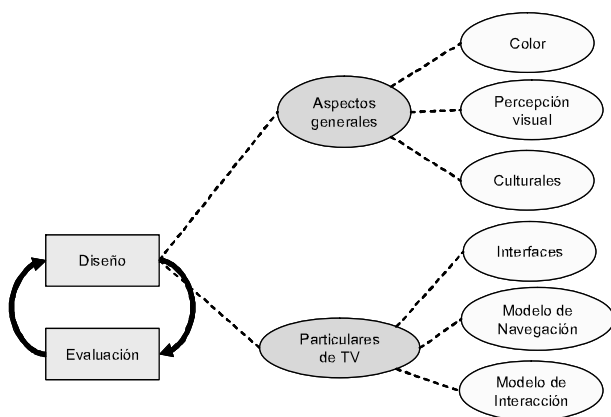 Color
Aspectos
generales
Percepción
visual
Culturales
Diseño
Interfaces
Evaluación
Particulares
de TV
Modelo de
Navegación
Modelo de
Interacción